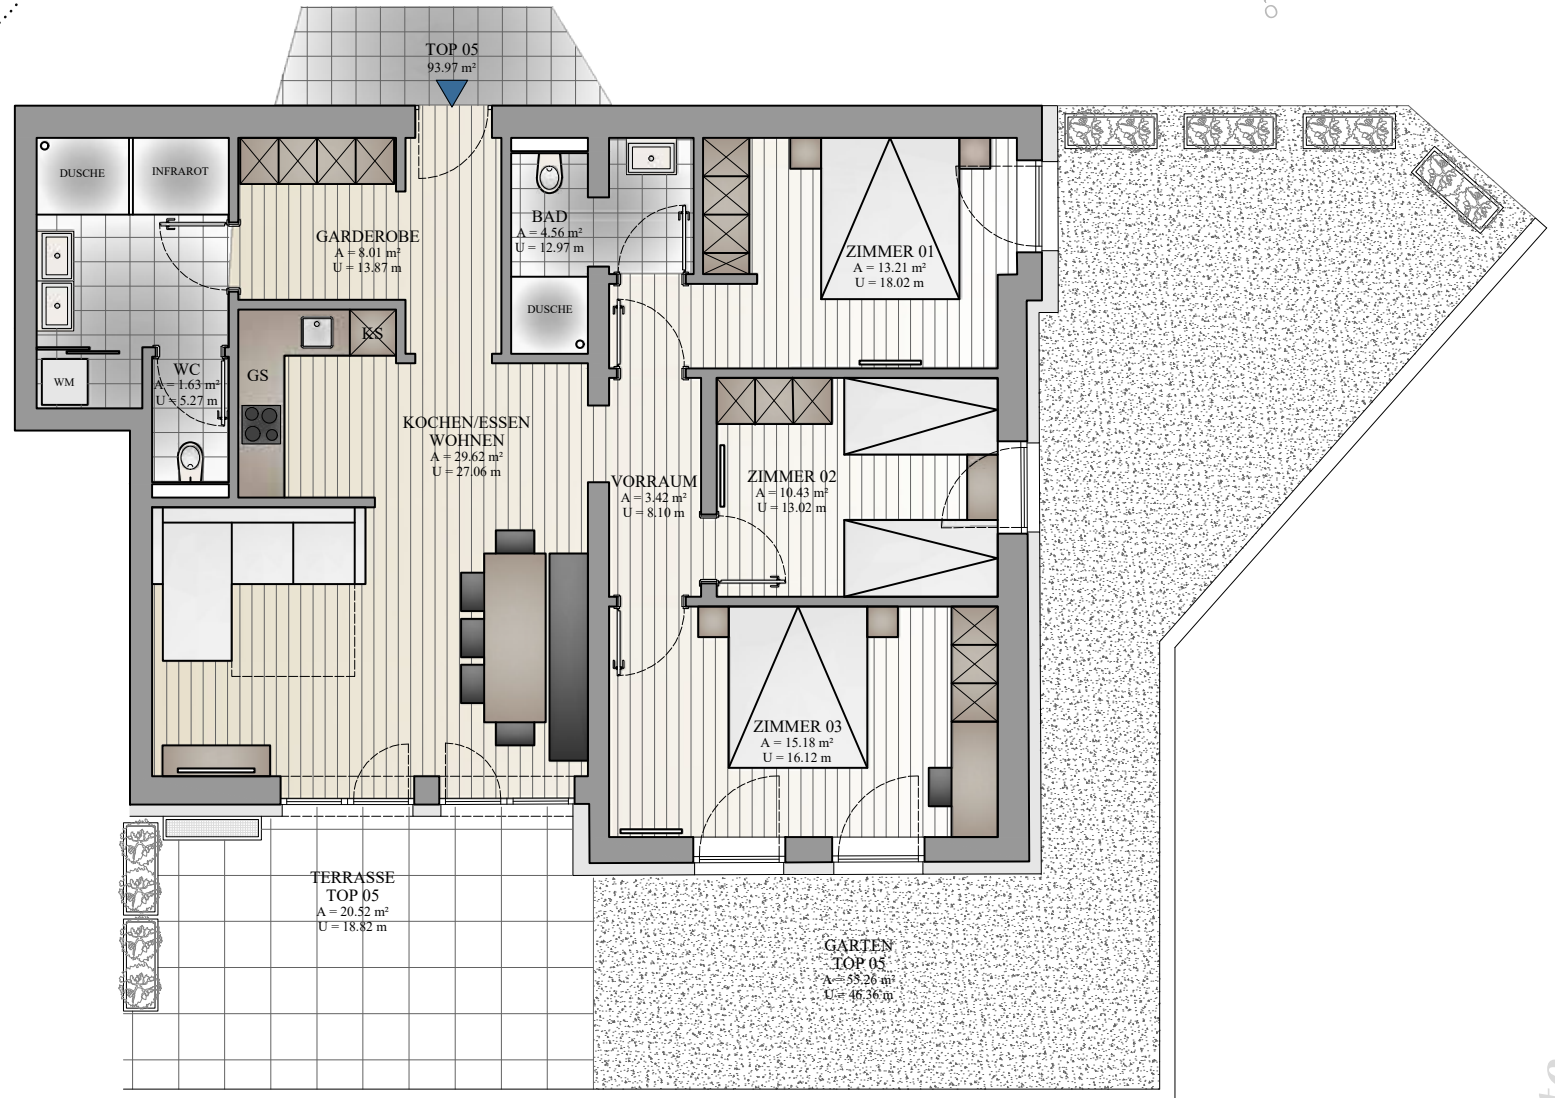 TOP 05
93.97 m²
DUSCHE
INFRAROT
GARDEROBE
A = 8.01 m²
U = 13.87 m
BAD
A = 4.56 m²
U = 12.97 m
DUSCHE
ZIMMER 01
A = 13.21 m²
U = 18.02 m
KS
GS
WM
WC
A = 1.63 m²
U = 5.27 m
KOCHEN/ESSEN
WOHNEN
A = 29.62 m²
U = 27.06 m
VORRAUM
A = 3.42 m²
U = 8.10 m
ZIMMER 02
A = 10.43 m²
U = 13.02 m
ZIMMER 03
A = 15.18 m²
U = 16.12 m
TERRASSE
TOP 05
A = 20.52 m²
U = 18.82 m
GARTEN
TOP 05
A = 55.26 m²
U = 46.36 m